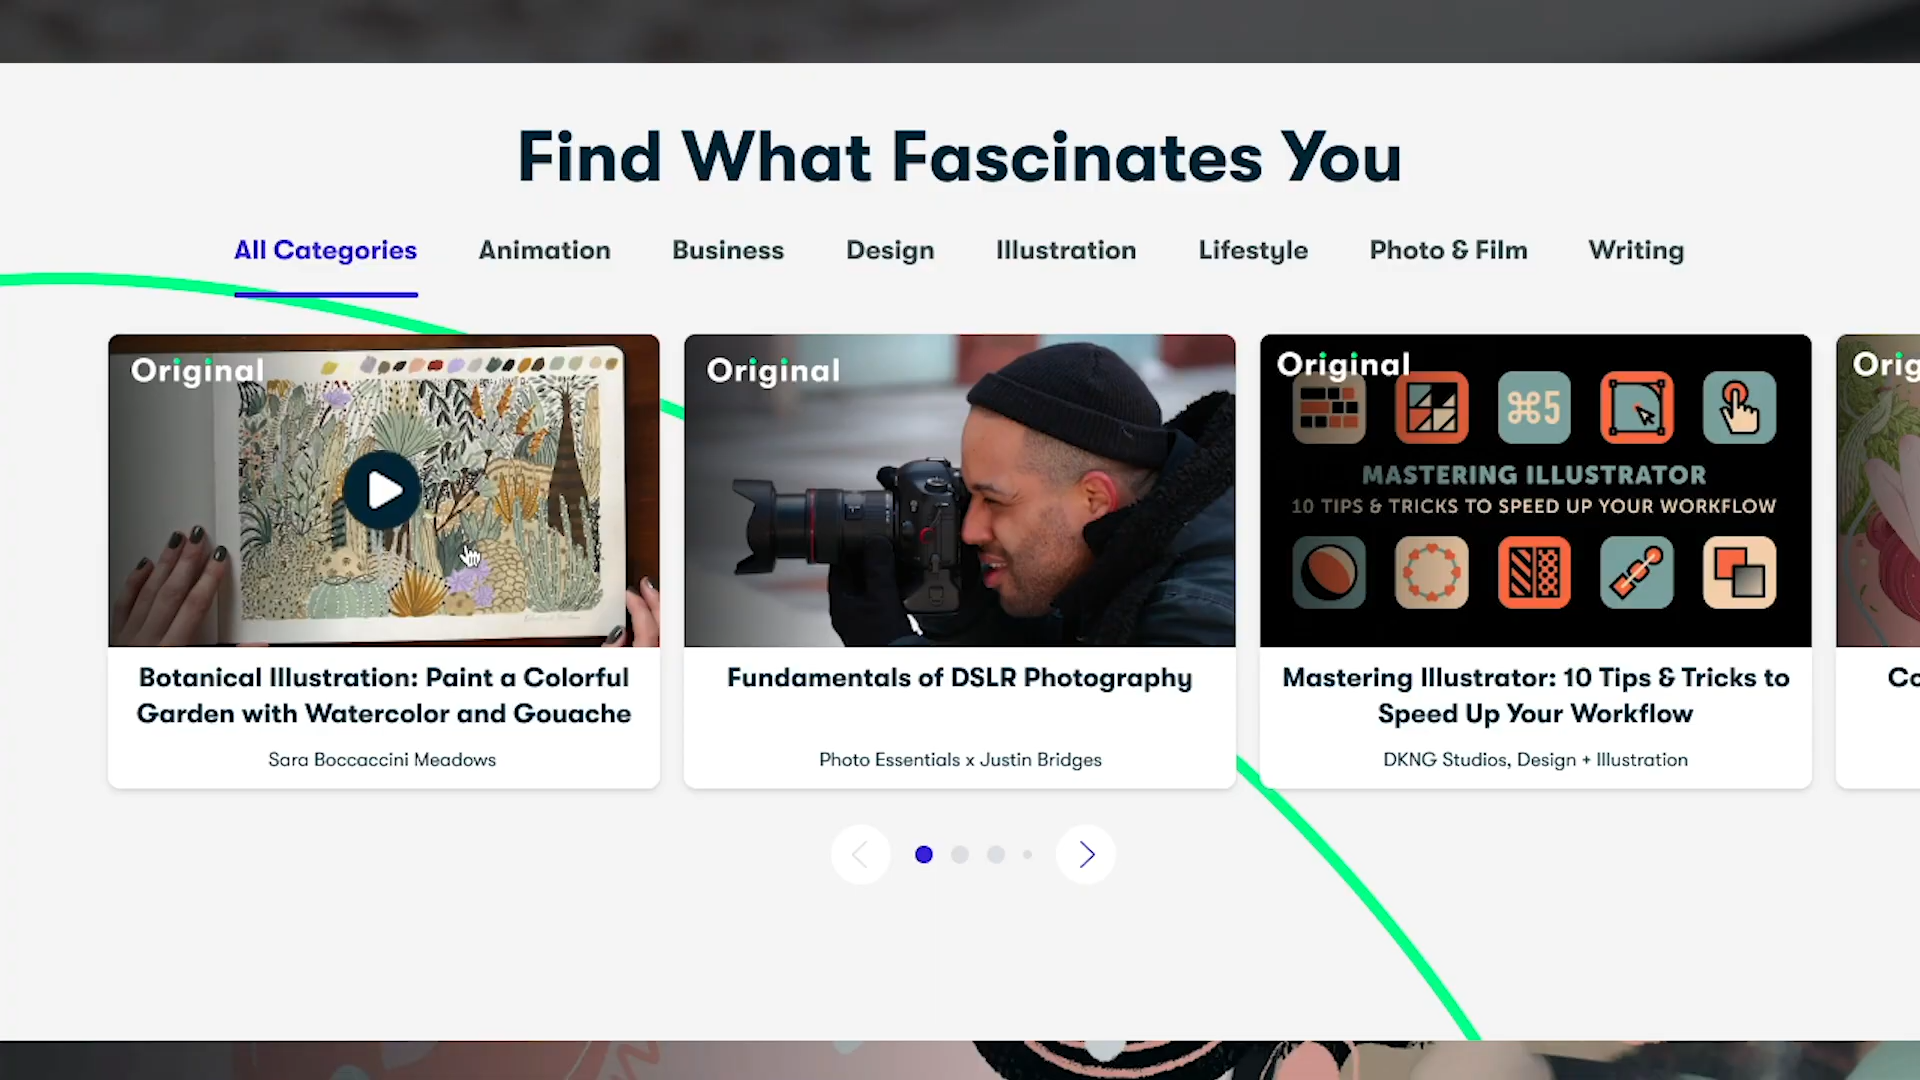 Find What Fascinates You
All Categories
Animation
Business
Design
Illustration
Lifestyle
Photo & Film
Writing
Original
Botanical Illustration: Paint a Colorful
Garden with Watercolor and Gouache
Sara Boccaccini Meadows
Original
Fundamentals of DSLR Photography
Photo Essentials x Justin Bridges
Original
⌘5
MASTERING ILLUSTRATOR
10 TIPS & TRICKS TO SPEED UP YOUR WORKFLOW
Mastering Illustrator: 10 Tips & Tricks to
Speed Up Your Workflow
DKNG Studios, Design + Illustration
Orig
Co